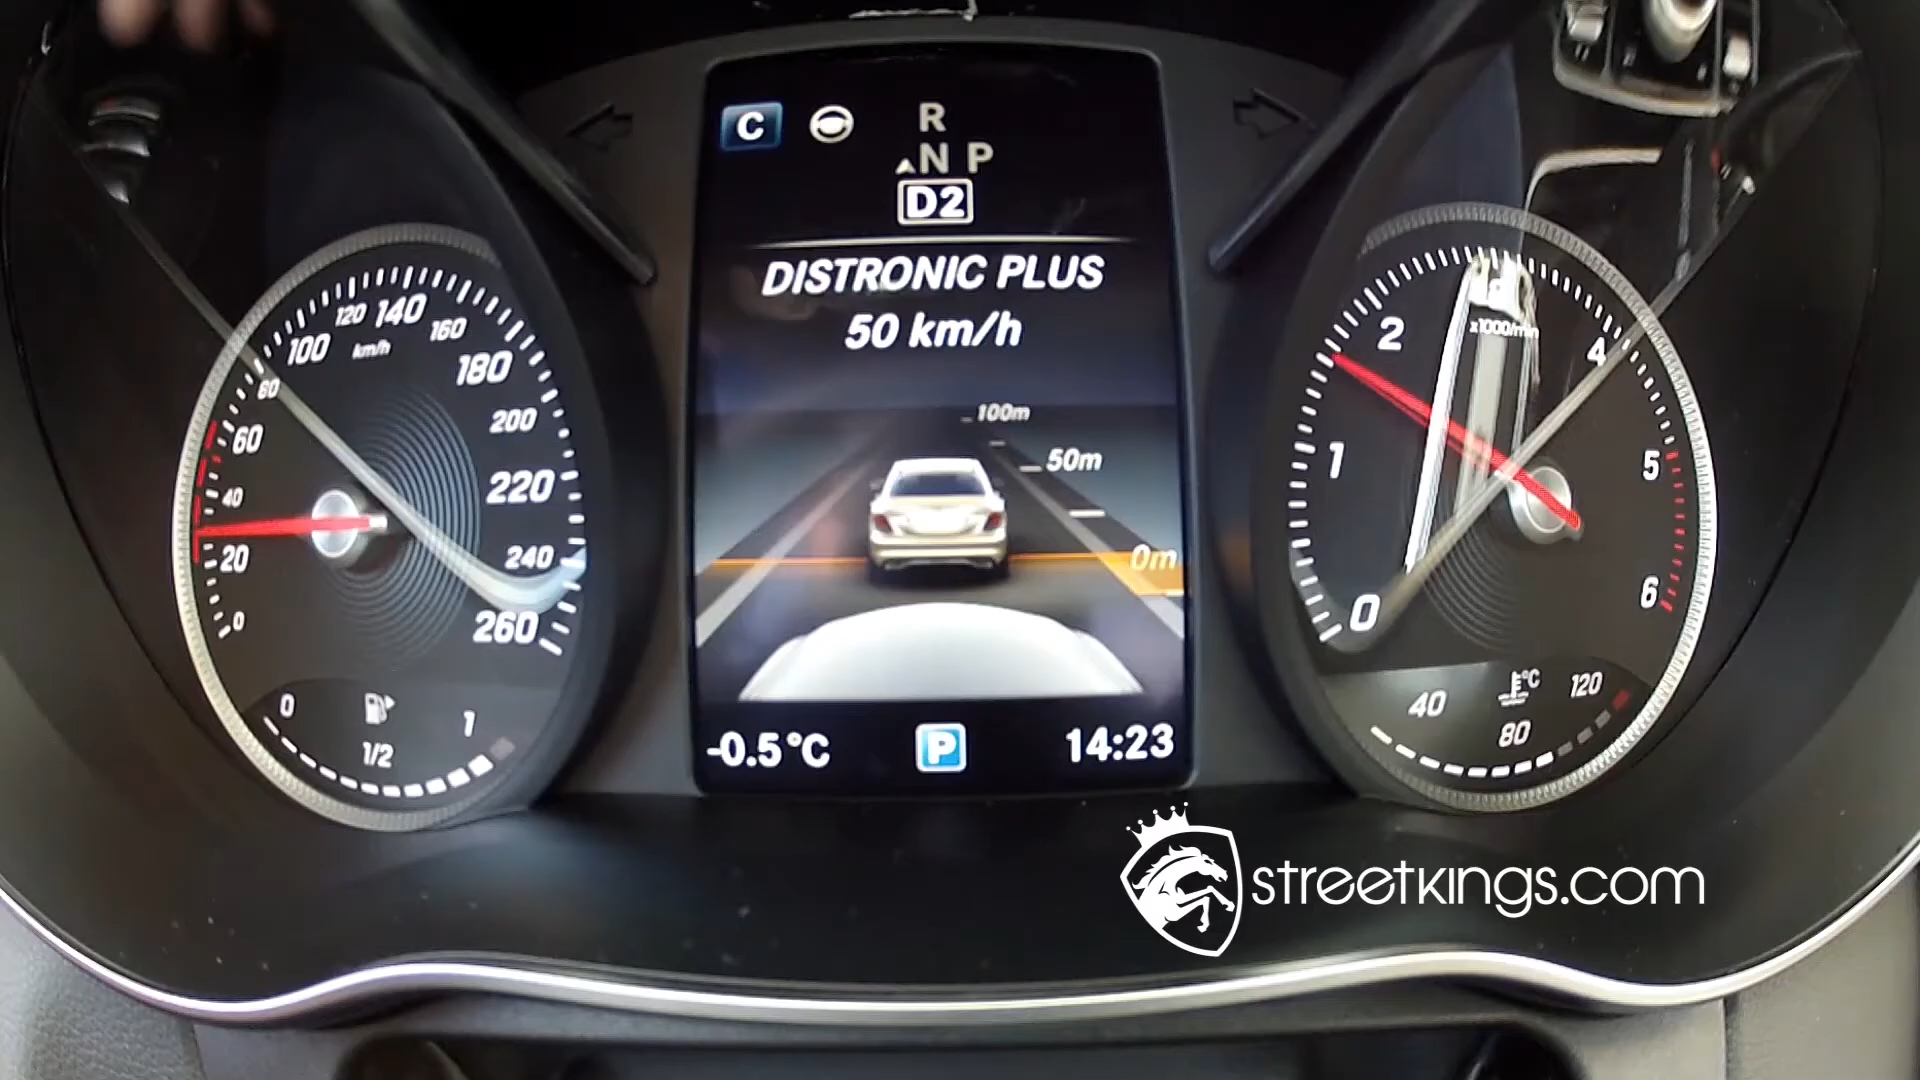 C
R
N P
D2
DISTRONIC PLUS
50 km/h
100m
50m
0m
-0.5°C P 14:23
0
20
40
60
80
100
120
140
160
180
200
220
240
260
km/h
0 1/2 1
0
1
2
4
5
6
x1000/min
40 80 120
°C
streetkings.com